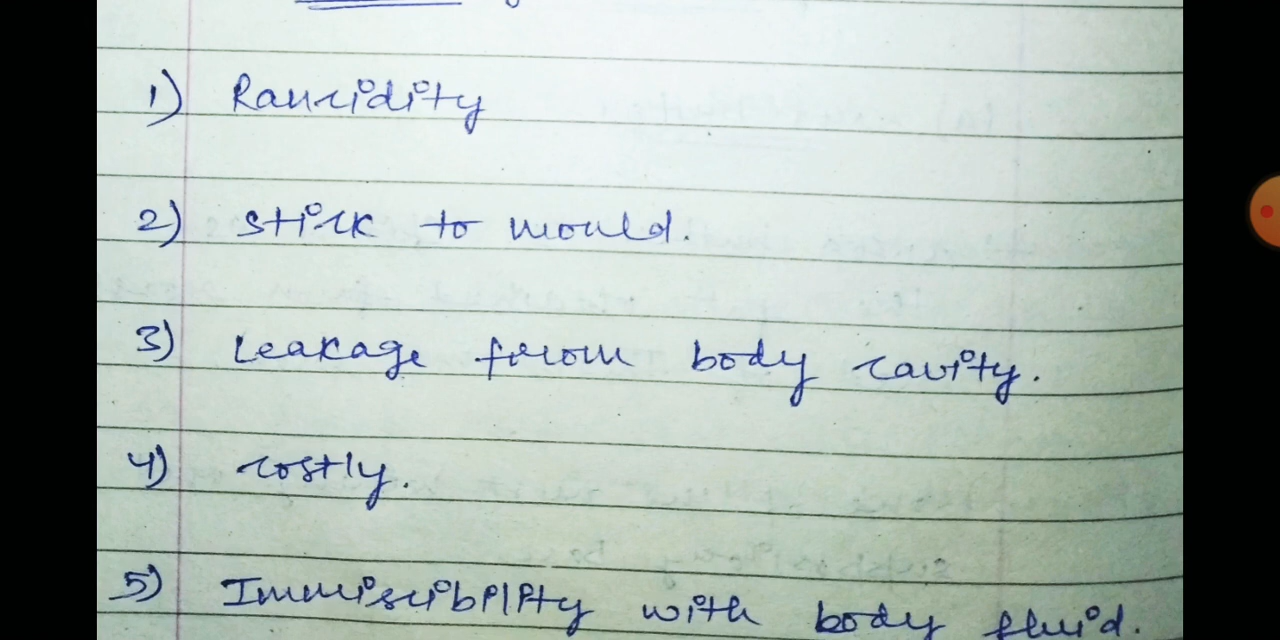 1) Rancidity
2) Stick to mould.
3) Leakage from body cavity.
4) costly.
5) Immiscibility with body fluid.